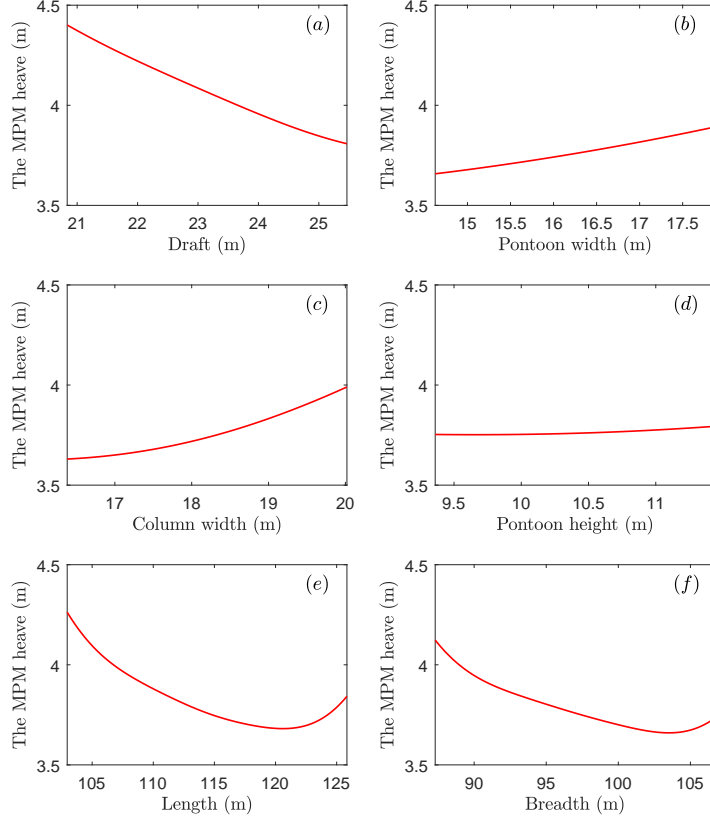 4.5
4
3.5
The MPM heave (m)
(a)
21 22 23 24 25
Draft (m)
4.5
4
3.5
The MPM heave (m)
(b)
15 15.5 16 16.5 17 17.5
Pontoon width (m)
4.5
4
3.5
The MPM heave (m)
(c)
17 18 19 20
Column width (m)
4.5
4
3.5
The MPM heave (m)
(d)
9.5 10 10.5 11
Pontoon height (m)
4.5
4
3.5
The MPM heave (m)
(e)
105 110 115 120 125
Length (m)
4.5
4
3.5
The MPM heave (m)
(f)
90 95 100 105
Breadth (m)